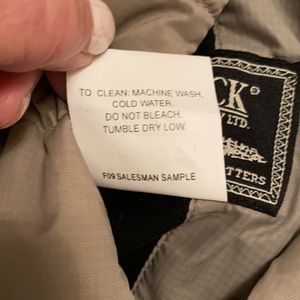 TO CLEAN: MACHINE WASH.
COLD WATER.
DO NOT BLEACH.
TUMBLE DRY LOW.
F09 SALESMAN SAMPLE
CK®
LTD.
TTERS